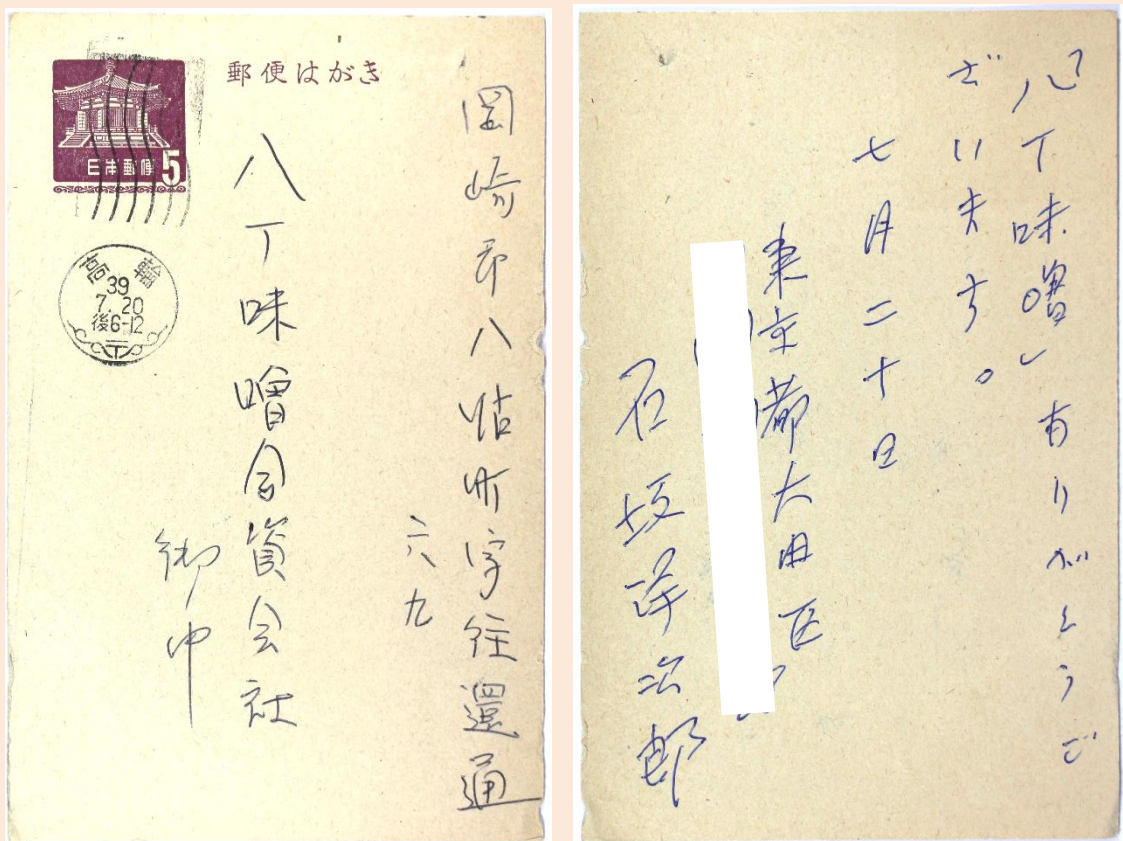 郵便はがき
日本郵便 5
高輪
39
7.20
後6-12
岡崎市八帖町字往還通
六九
八丁味噌合資会社
御中
「八丁味噌」有りがとうご
ざいます。
七月二十日
東京都大田区
石坂洋次郎